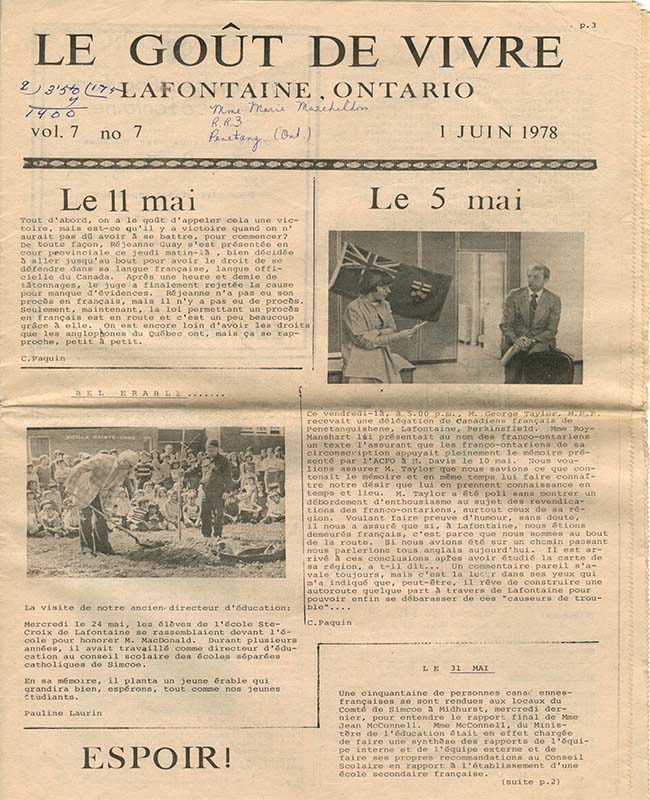 p.3
LE GOÛT DE VIVRE
LAFONTAINE, ONTARIO
Mme Marie Marchildon
R.R.3
Penetang (Ont.)
1400
vol. 7 no 7
1 JUIN 1978
Le 11 mai
Tout d'abord, on a le goût d'appeler cela une vic-
toire, mais est-ce qu'il y a victoire quand on n'
aurait pas dû avoir à se battre, pour commencer?
De toute façon, Réjeanne Guay s'est présentée en
cour provinciale ce jeudi matin-là , bien décidée
à aller jusqu'au bout pour avoir le droit de se
défendre dans sa langue française, langue offi-
cielle du Canada. Après une heure et demie de
tâtonnages, le juge a finalement rejetée la cause
pour manque d'évidences. Réjeanne n'a pas eu son
procès en français, mais il n'y a pas eu de procès.
Seulement, maintenant, la loi permettant un procès
en français est en route et c'est un peu beaucoup
grâce à elle. On est encore loin d'avoir les droits
que les anglophones du Québec ont, mais ça se rap-
proche, petit à petit.
C.Paquin
BEL ERABLE......
ECOLE SAINTE-CROIX
La visite de notre ancien directeur d'éducation:
Mercredi le 24 mai, les élèves de l'école Ste-
Croix de Lafontaine se rassemblaient devant l'é-
cole pour honorer M. MacDonald. Durant plusieurs
années, il avait travaillé comme directeur d'édu-
cation au conseil scolaire des écoles séparées
catholiques de Simcoe.
En sa mémoire, il planta un jeune érable qui
grandira bien, espérons, tout comme nos jeunes
étudiants.
Pauline Laurin
ESPOIR!
Le 5 mai
Ce vendredi-là, à 5.00 p.m., M. George Taylor, M.P.P.
recevait une délégation de Canadiens français de
Penetanguishene, Lafontaine, Perkinsfield. Mme Roy-
Manshart lui présentait au nom des franco-ontariens
un texte l'assurant que les franco-ontariens de sa
circonscription appuyait pleinement le mémoire pré-
senté par l'ACFO à M. Davis le 10 mai. Nous vou-
lions assurer M. Taylor que nous savions ce que con-
tenait le mémoire et en même temps lui faire connaî-
tre notre désir que lui en prennent connaissance en
temps et lieu. M. Taylor a été poli sans montrer un
débordement d'enthousiasme au sujet des revendica-
tions des franco-ontariens, surtout ceux de sa ré-
gion. Voulant faire preuve d'humour, sans doute,
il nous a assuré que si, à Lafontaine, nous étions
demeurés français, c'est parce que nous sommes au bout
de la route. Si nous avions été sur un chemin passant
nous parlerions tous anglais aujourd'hui. Il est ar-
rivé à ces conclusions après avoir étudié la carte de
sa région, a t-il dit... Un commentaire pareil s'a-
vale toujours, mais c'est la lueur dans ses yeux qui
m'a indiqué que, peut-être, il rêve de construire une
autoroute quelque part à travers de Lafontaine pour
pouvoir enfin se débarasser de ces "causeurs de trou-
ble"....
C.Paquin
LE 31 MAI
Une cinquantaine de personnes canadiennes-
françaises se sont rendues aux locaux du
Comté de Simcoe à Midhurst, mercredi der-
nier, pour entendre le rapport final de Mme
Jean McConnell. Mme McConnell, du Minis-
tère de l'éducation était en effet chargée
de faire une synthèse des rapports de l'équi-
pe interne et de l'équipe externe et de
faire ses propres recommandations au Conseil
Scolaire en rapport à l'établissement d'une
école secondaire française.
(suite p.2)